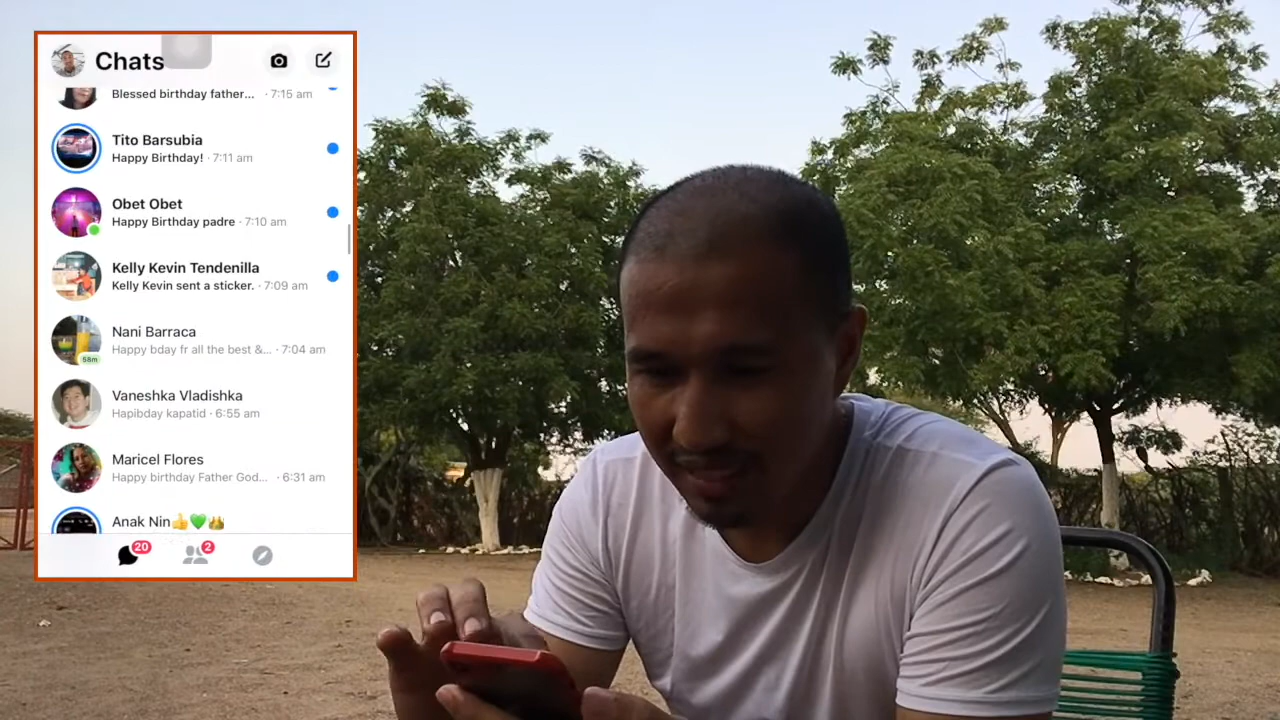 Chats
Blessed birthday father... · 7:15 am
Tito Barsubia
Happy Birthday! · 7:11 am
Obet Obet
Happy Birthday padre · 7:10 am
Kelly Kevin Tendenilla
Kelly Kevin sent a sticker. · 7:09 am
Nani Barraca
Happy bday fr all the best &... · 7:04 am
58m
Vaneshka Vladishka
Hapibday kapatid · 6:55 am
Maricel Flores
Happy birthday Father God... · 6:31 am
Anak Nin👍💚👑
20
2